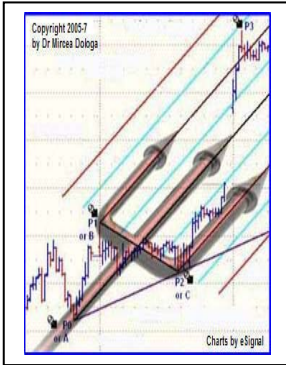 Copyright 2005-7
by Dr Mircea Dologa
P3
P1
or B
P2
or C
P0
or A
Charts by eSignal